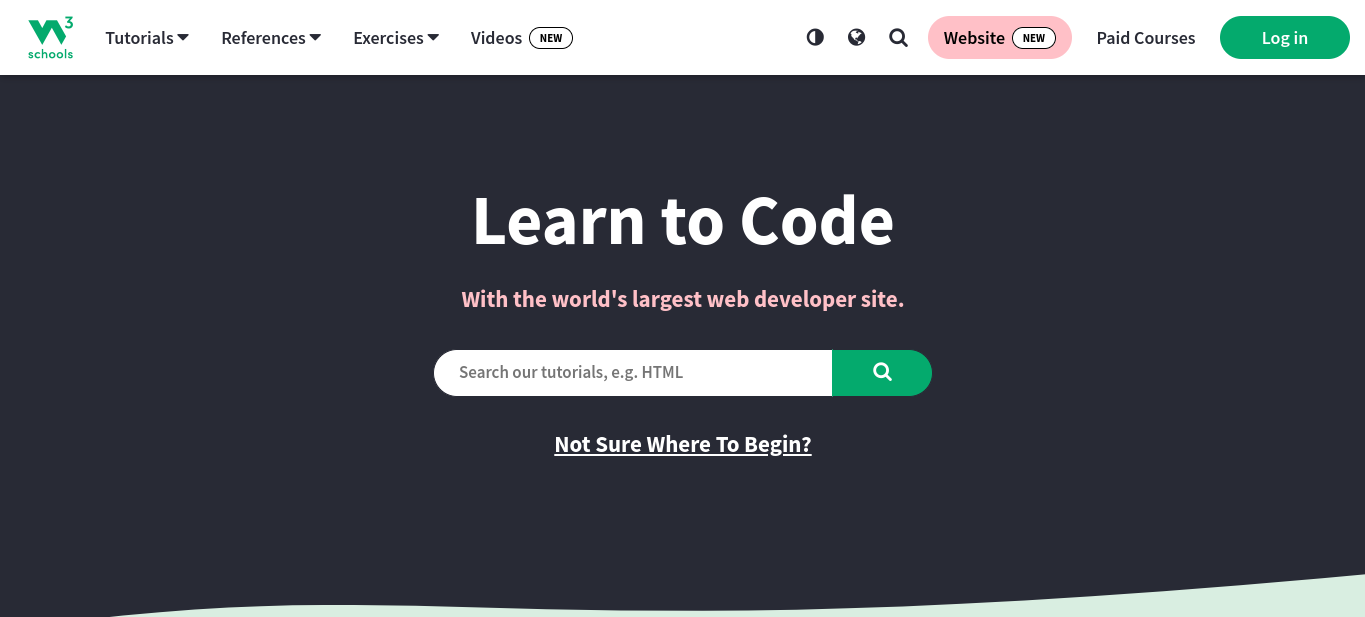 W3 schools
Tutorials References Exercises Videos NEW Website NEW Paid Courses Log in
Learn to Code
With the world's largest web developer site.
Search our tutorials, e.g. HTML
Not Sure Where To Begin?